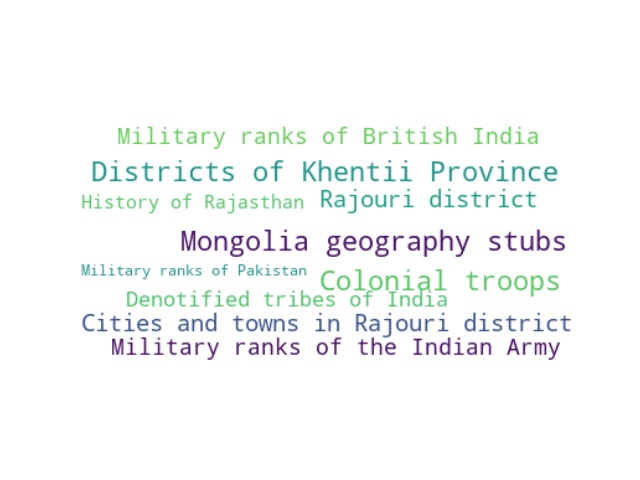 Military ranks of British India
Districts of Khentii Province
History of Rajasthan Rajouri district
Mongolia geography stubs
Military ranks of Pakistan Colonial troops
Denotified tribes of India
Cities and towns in Rajouri district
Military ranks of the Indian Army